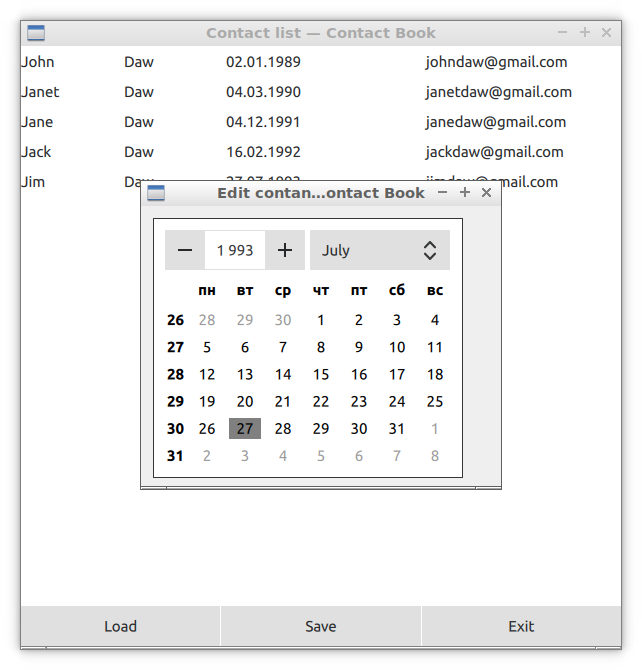 Contact list — Contact Book
John Daw 02.01.1989 johndaw@gmail.com
Janet Daw 04.03.1990 janetdaw@gmail.com
Jane Daw 04.12.1991 janedaw@gmail.com
Jack Daw 16.02.1992 jackdaw@gmail.com
Jim Daw 27.07.1993 jimdaw@gmail.com
Edit contan...ontact Book
1 993 July
пн вт ср чт пт сб вс
26 28 29 30 1 2 3 4
27 5 6 7 8 9 10 11
28 12 13 14 15 16 17 18
29 19 20 21 22 23 24 25
30 26 27 28 29 30 31 1
31 2 3 4 5 6 7 8
Load Save Exit